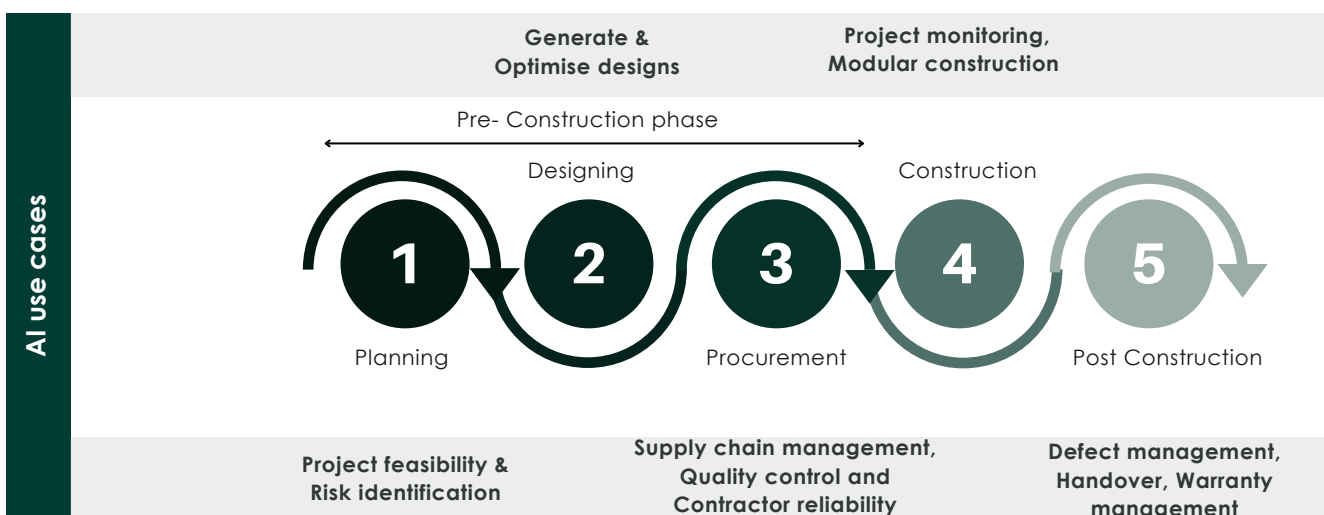 Generate &
Optimise designs
Project monitoring,
Modular construction
Pre- Construction phase
Designing
Construction
AI use cases
1
2
3
4
5
Planning
Procurement
Post Construction
Project feasibility &
Risk identification
Supply chain management,
Quality control and
Contractor reliability
Defect management,
Handover, Warranty
management